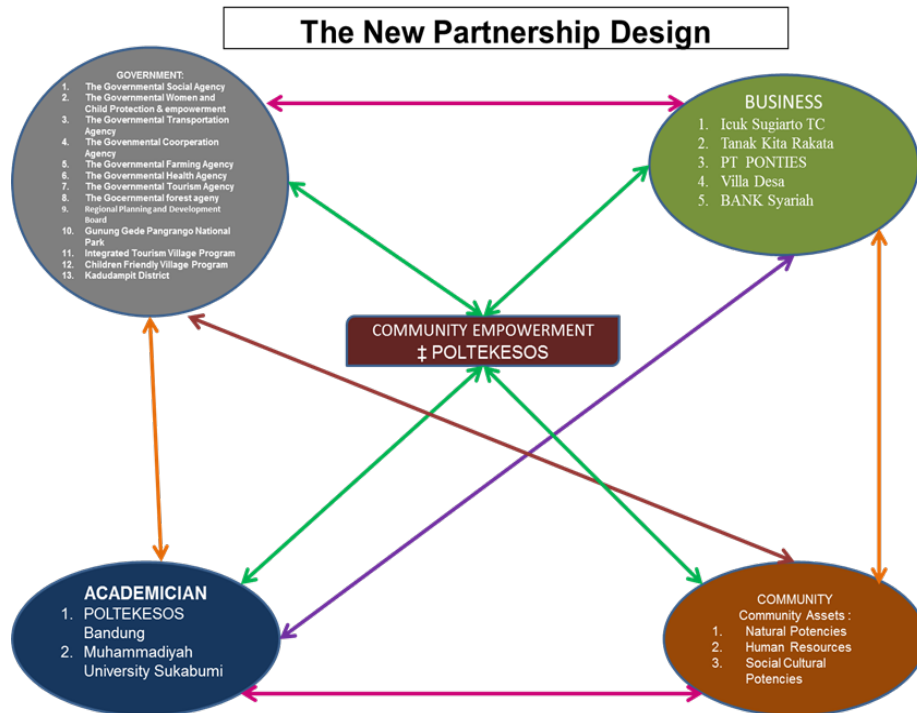 The New Partnership Design
GOVERNMENT:
1. The Governmental Social Agency
2. The Governmental Women and
Child Protection & empowerment
3. The Governmental Transportation
Agency
4. The Govenmental Coorperation
Agency
5. The Governmental Farming Agency
6. The Governmental Health Agency
7. The Governmental Tourism Agency
8. The Gocernmental forest ageny
9. Regional Planning and Development
Board
10. Gunung Gede Pangrango National
Park
11. Integrated Tourism Village Program
12. Children Friendly Village Program
13. Kadudampit District
BUSINESS
1. Icuk Sugiarto TC
2. Tanak Kita Rakata
3. PT PONTIES
4. Villa Desa
5. BANK Syariah
COMMUNITY EMPOWERMENT
‡ POLTEKESOS
ACADEMICIAN
1. POLTEKESOS
Bandung
2. Muhammadiyah
University Sukabumi
COMMUNITY
Community Assets :
1. Natural Potencies
2. Human Resources
3. Social Cultural
Potencies